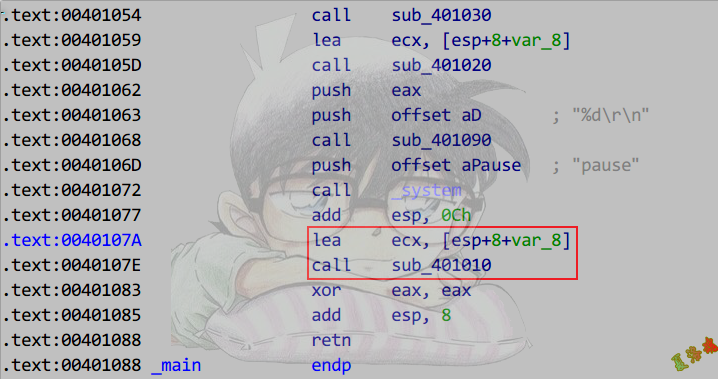 .text:00401054 call sub_401030
.text:00401059 lea ecx, [esp+8+var_8]
.text:0040105D call sub_401020
.text:00401062 push eax
.text:00401063 push offset aD ; "%d\r\n"
.text:00401068 call sub_401090
.text:0040106D push offset aPause ; "pause"
.text:00401072 call _system
.text:00401077 add esp, 0Ch
.text:0040107A lea ecx, [esp+8+var_8]
.text:0040107E call sub_401010
.text:00401083 xor eax, eax
.text:00401085 add esp, 8
.text:00401088 retn
.text:00401088 _main endp